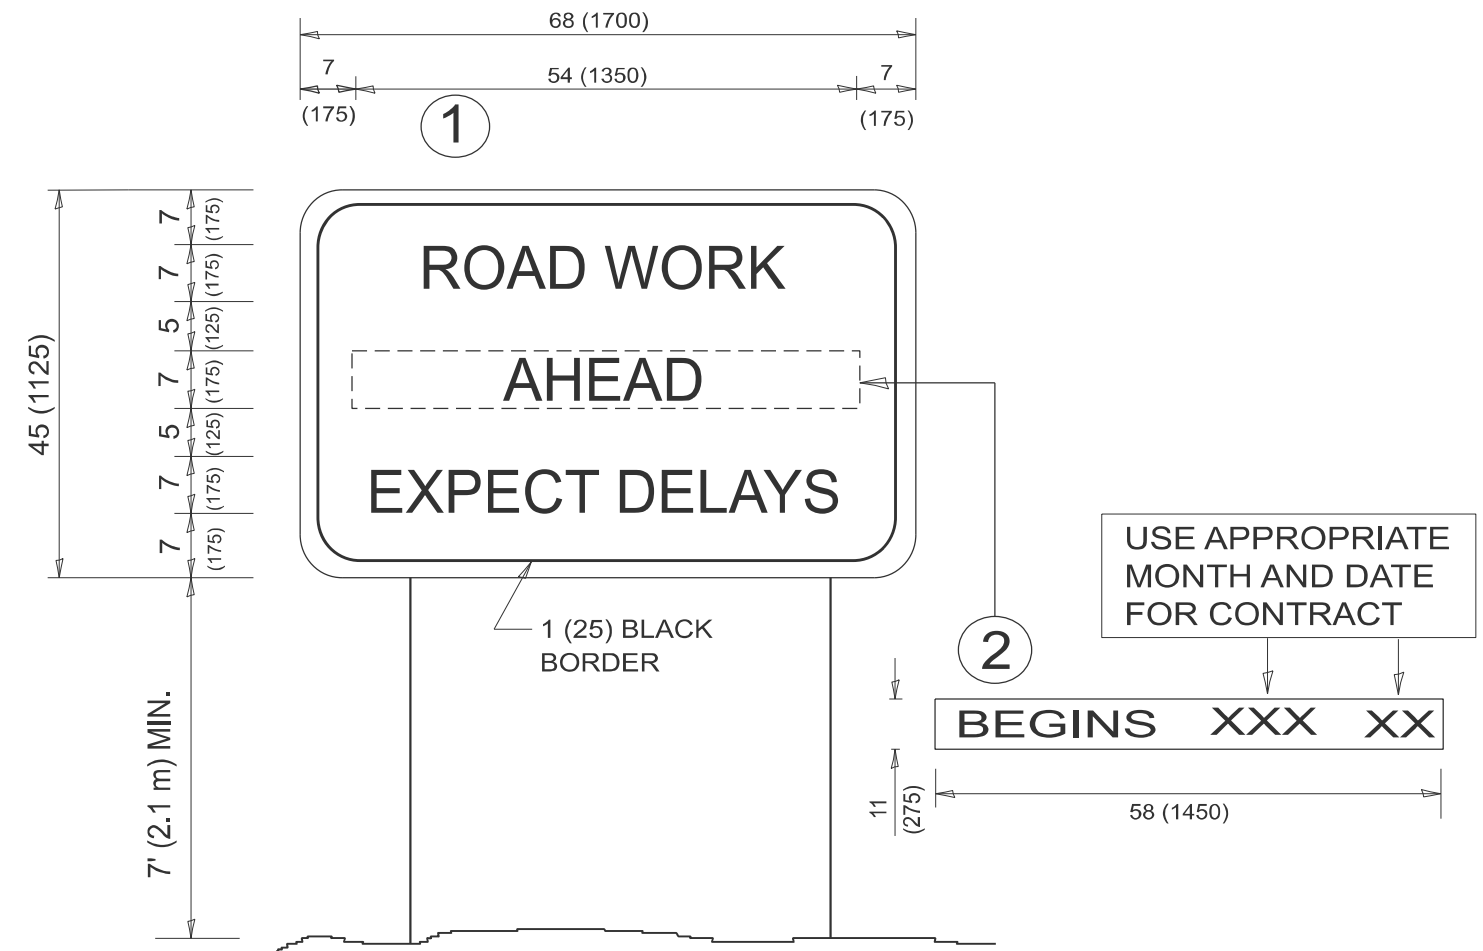 68 (1700)
7
54 (1350)
7
(175)
(175)
1
7 (175)
7 (175)
5 (125)
7 (175)
5 (125)
7 (175)
7 (175)
45 (1125)
ROAD WORK
AHEAD
EXPECT DELAYS
1 (25) BLACK
BORDER
7' (2.1 m) MIN.
USE APPROPRIATE
MONTH AND DATE
FOR CONTRACT
2
BEGINS XXX XX
11
(275)
58 (1450)